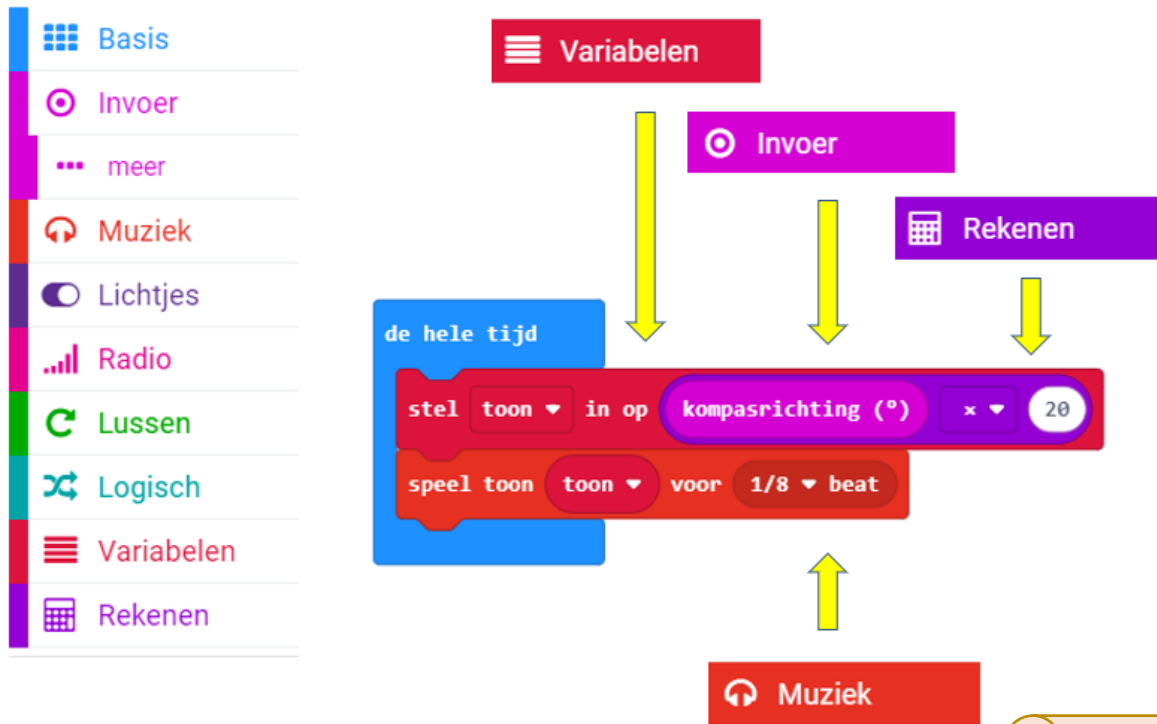 Basis
Invoer
meer
Muziek
Lichtjes
Radio
Lussen
Logisch
Variabelen
Rekenen
Variabelen
Invoer
Rekenen
de hele tijd
stel toon in op kompasrichting (°) × 20
speel toon toon voor 1/8 beat
Muziek